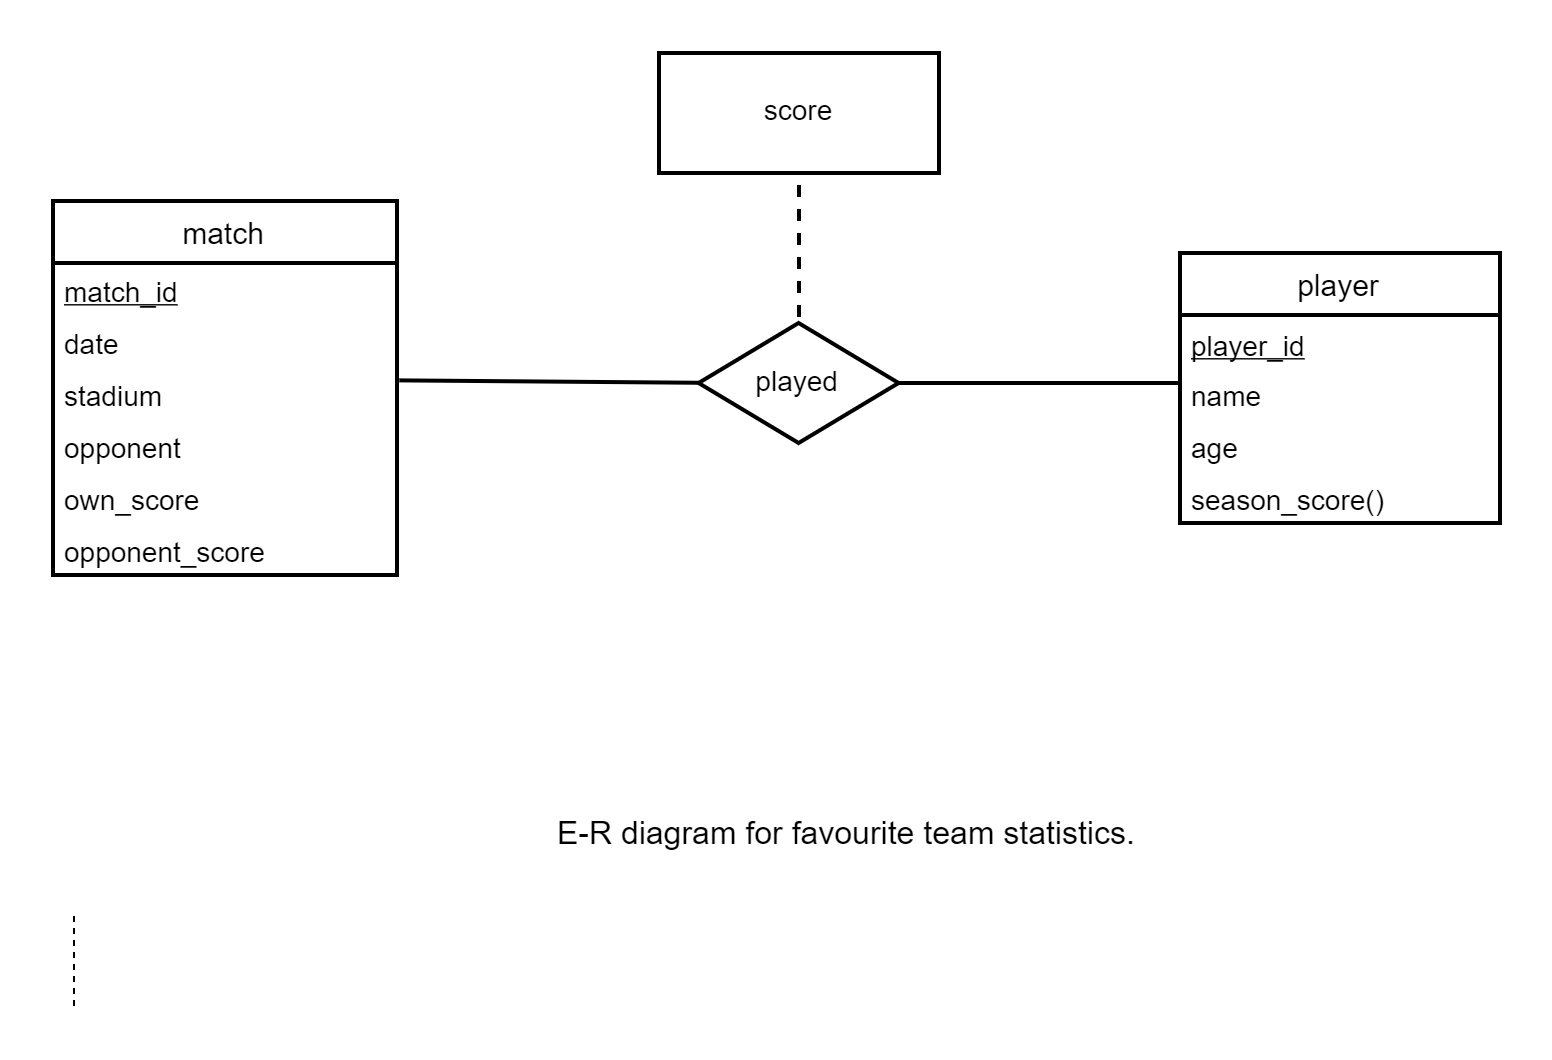 score
match
match_id
date
stadium
opponent
own_score
opponent_score
played
player
player_id
name
age
season_score()
E-R diagram for favourite team statistics.